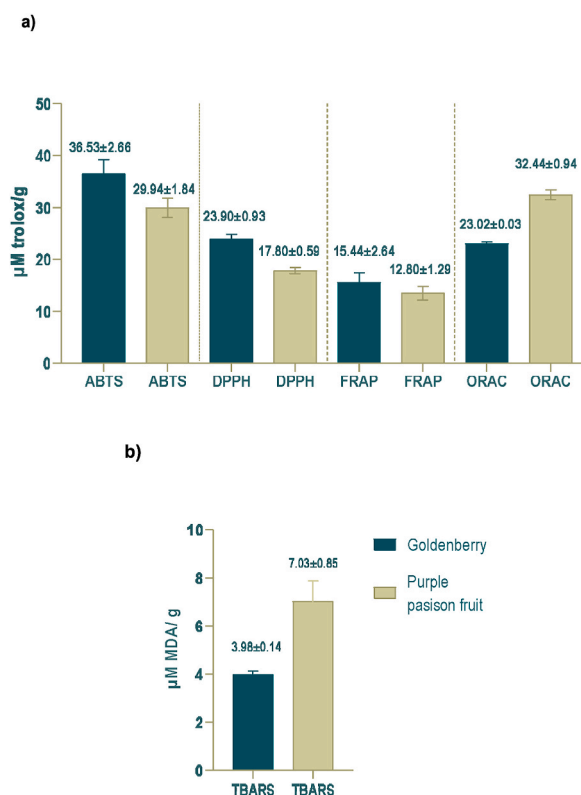 a)
µM trolox/g
50
40
30
20
10
0
36.53±2.66
29.94±1.84
23.90±0.93
17.80±0.59
15.44±2.64
12.80±1.29
23.02±0.03
32.44±0.94
ABTS ABTS DPPH DPPH FRAP FRAP ORAC ORAC
b)
µM MDA/ g
10
8
6
4
2
0
3.98±0.14
7.03±0.85
TBARS TBARS
Goldenberry
Purple
pasison fruit